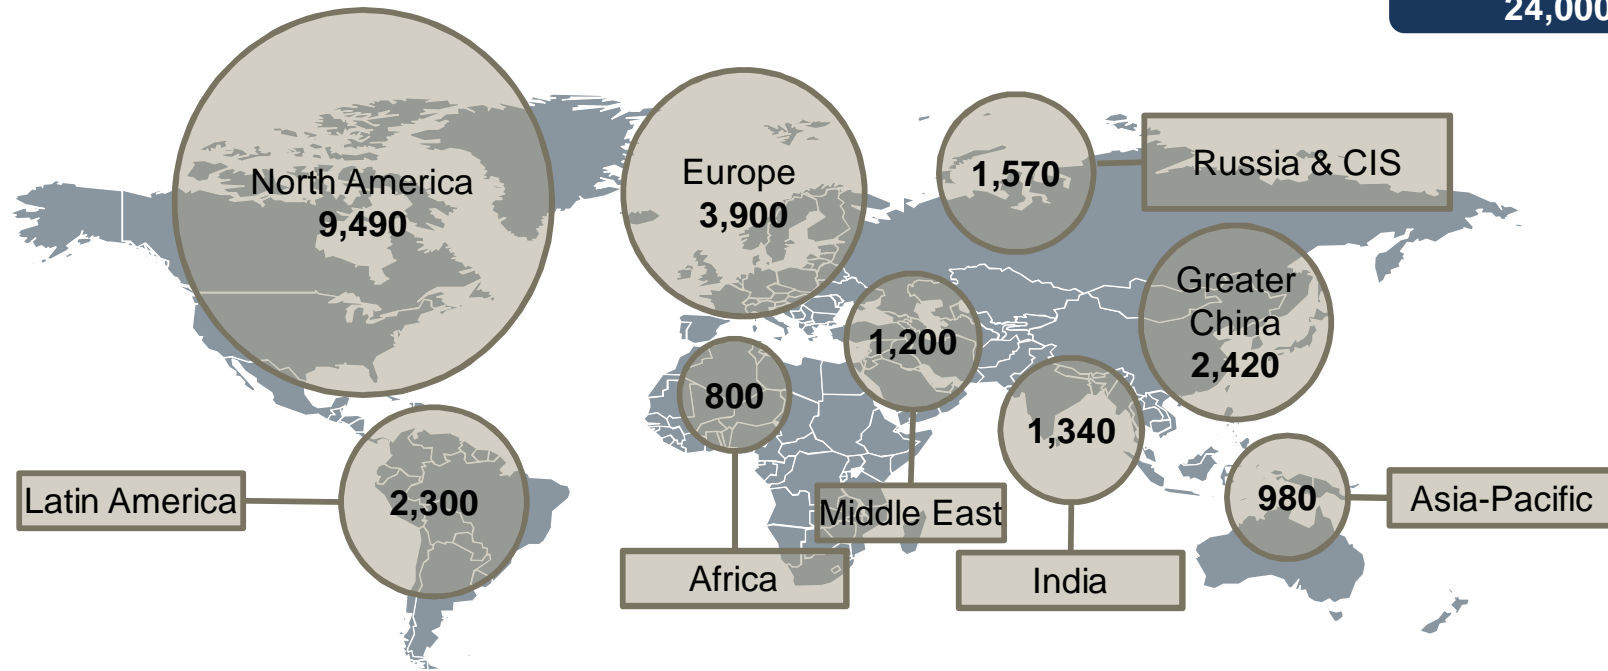 24,000
North America
9,490
Europe
3,900
1,570
Russia & CIS
Greater
China
2,420
1,200
800
1,340
Latin America
2,300
Middle East
980
Asia-Pacific
Africa
India